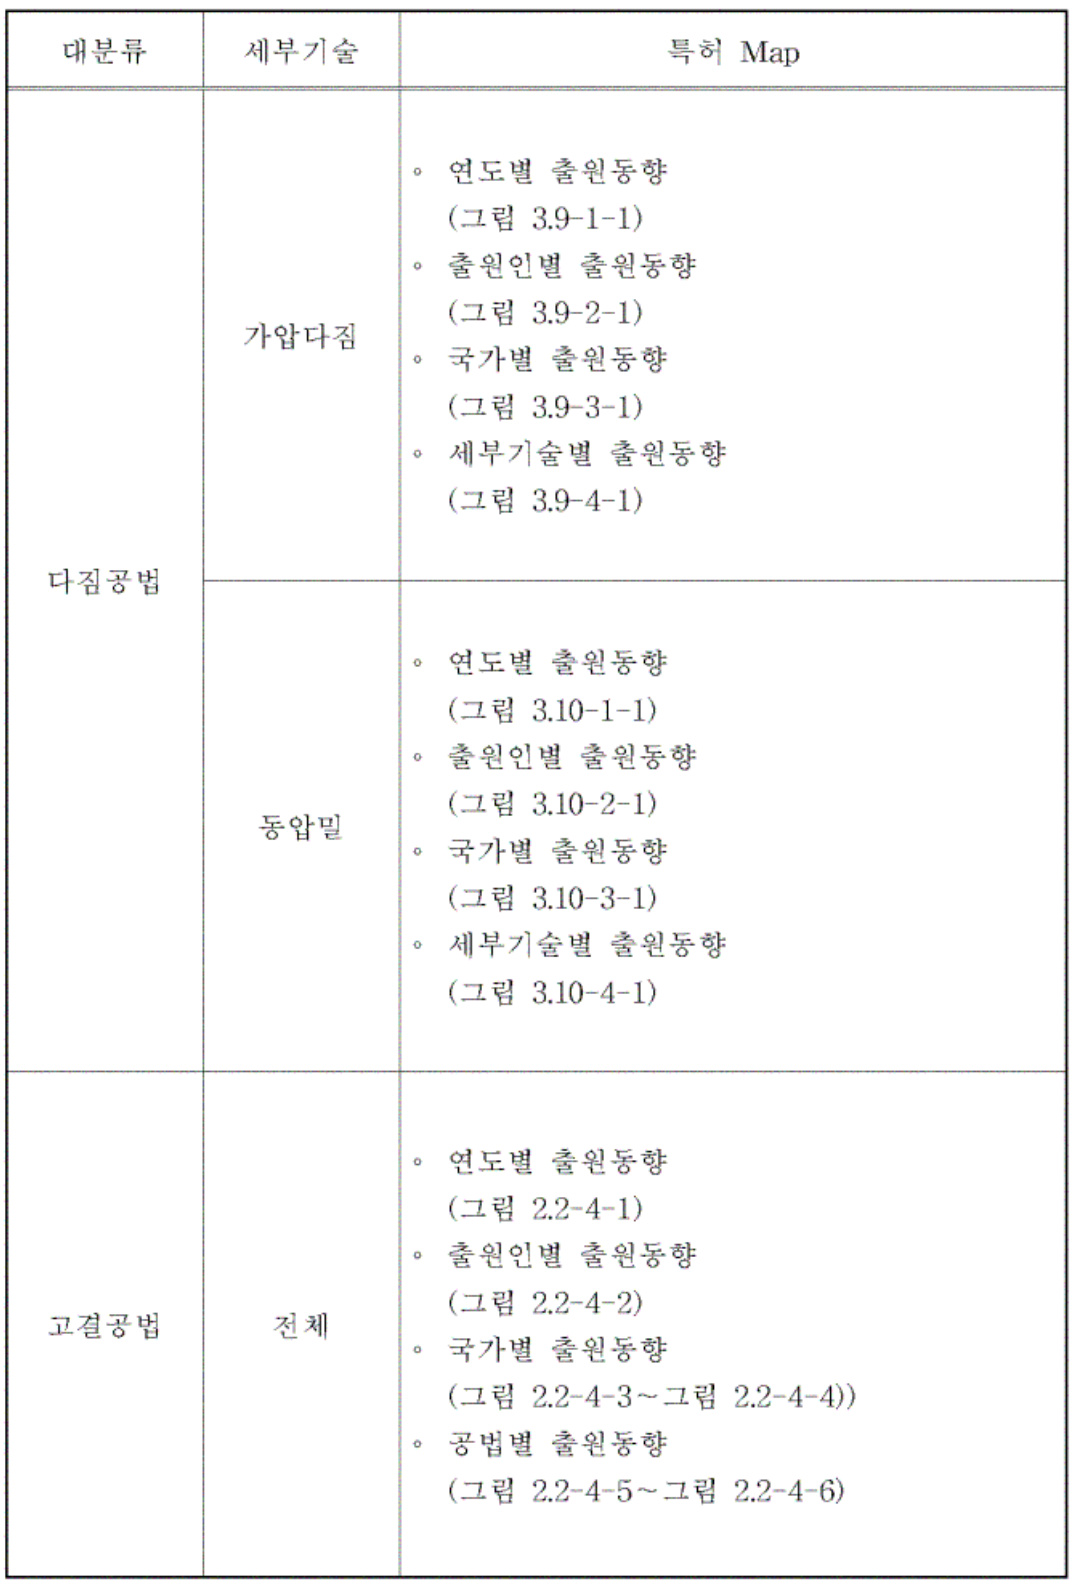 대분류 세부기술 특허 Map
다짐공법
가압다짐
◦ 연도별 출원동향
(그림 3.9-1-1)
◦ 출원인별 출원동향
(그림 3.9-2-1)
◦ 국가별 출원동향
(그림 3.9-3-1)
◦ 세부기술별 출원동향
(그림 3.9-4-1)
동압밀
◦ 연도별 출원동향
(그림 3.10-1-1)
◦ 출원인별 출원동향
(그림 3.10-2-1)
◦ 국가별 출원동향
(그림 3.10-3-1)
◦ 세부기술별 출원동향
(그림 3.10-4-1)
고결공법
전체
◦ 연도별 출원동향
(그림 2.2-4-1)
◦ 출원인별 출원동향
(그림 2.2-4-2)
◦ 국가별 출원동향
(그림 2.2-4-3~그림 2.2-4-4))
◦ 공법별 출원동향
(그림 2.2-4-5~그림 2.2-4-6)